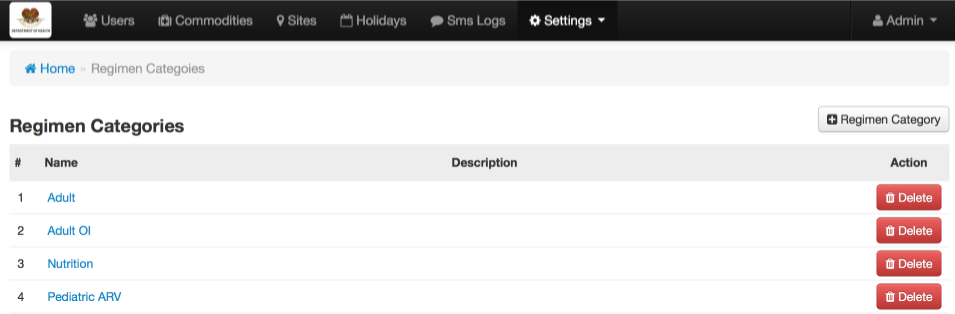 DEPARTMENT OF HEALTH
Users Commodities Sites Holidays Sms Logs Settings Admin
Home » Regimen Categoies
Regimen Categories
Regimen Category
# Name Description Action
1 Adult Delete
2 Adult OI Delete
3 Nutrition Delete
4 Pediatric ARV Delete